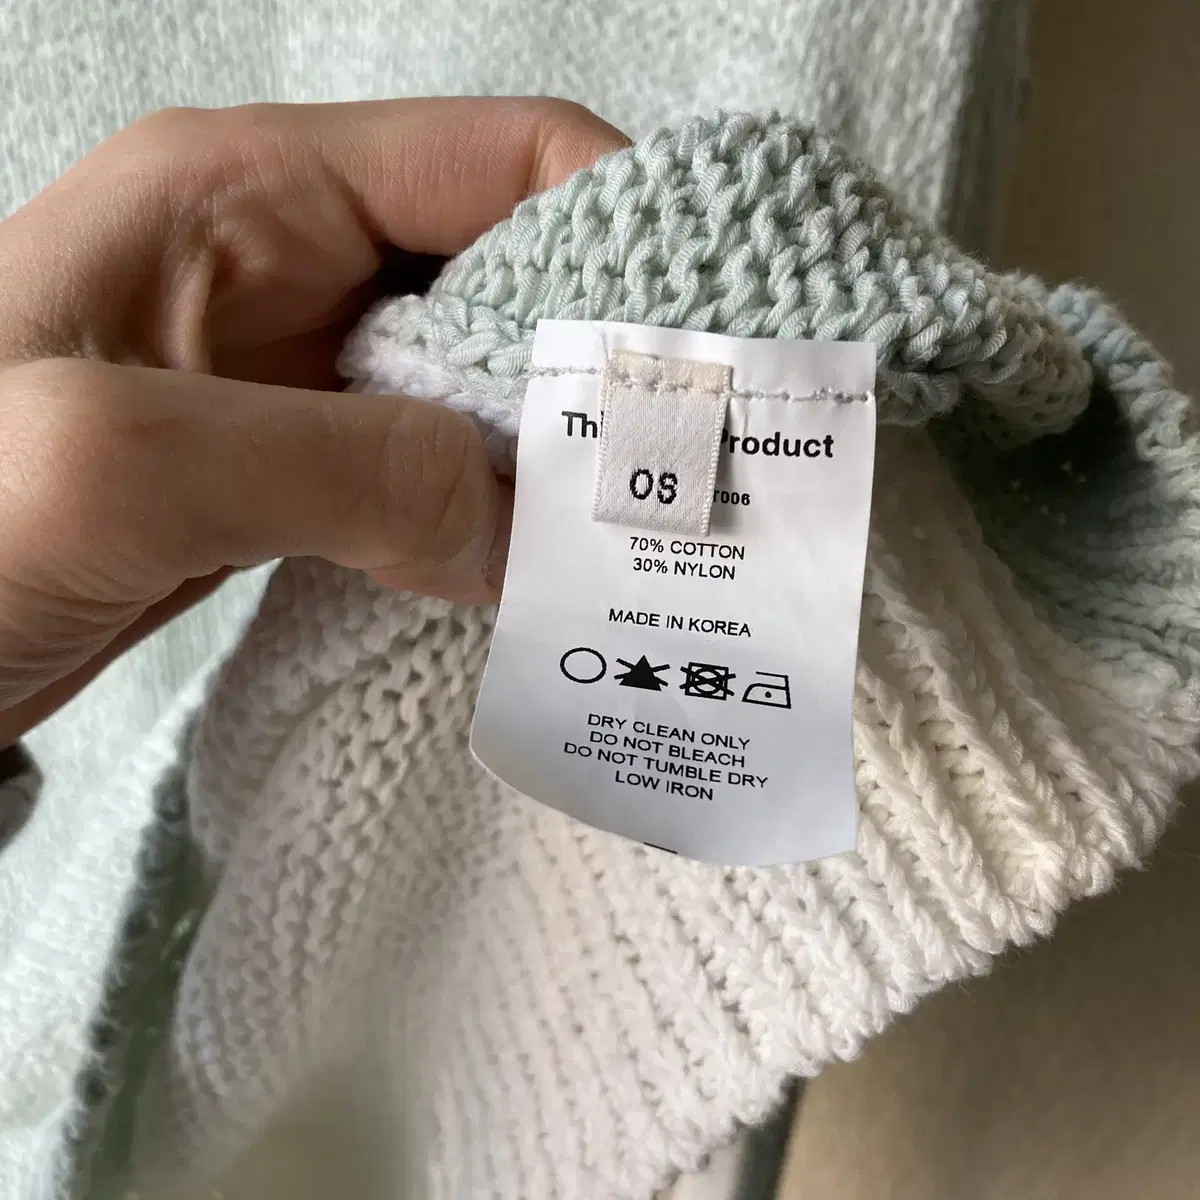 Th roduct
OS
T006
70% COTTON
30% NYLON
MADE IN KOREA
DRY CLEAN ONLY
DO NOT BLEACH
DO NOT TUMBLE DRY
LOW IRON